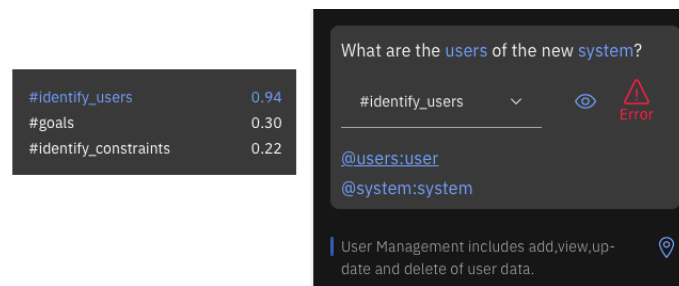 #identify_users 0.94
#goals 0.30
#identify_constraints 0.22
What are the users of the new system?
#identify_users
Error
@users:user
@system:system
User Management includes add,view,up-
date and delete of user data.